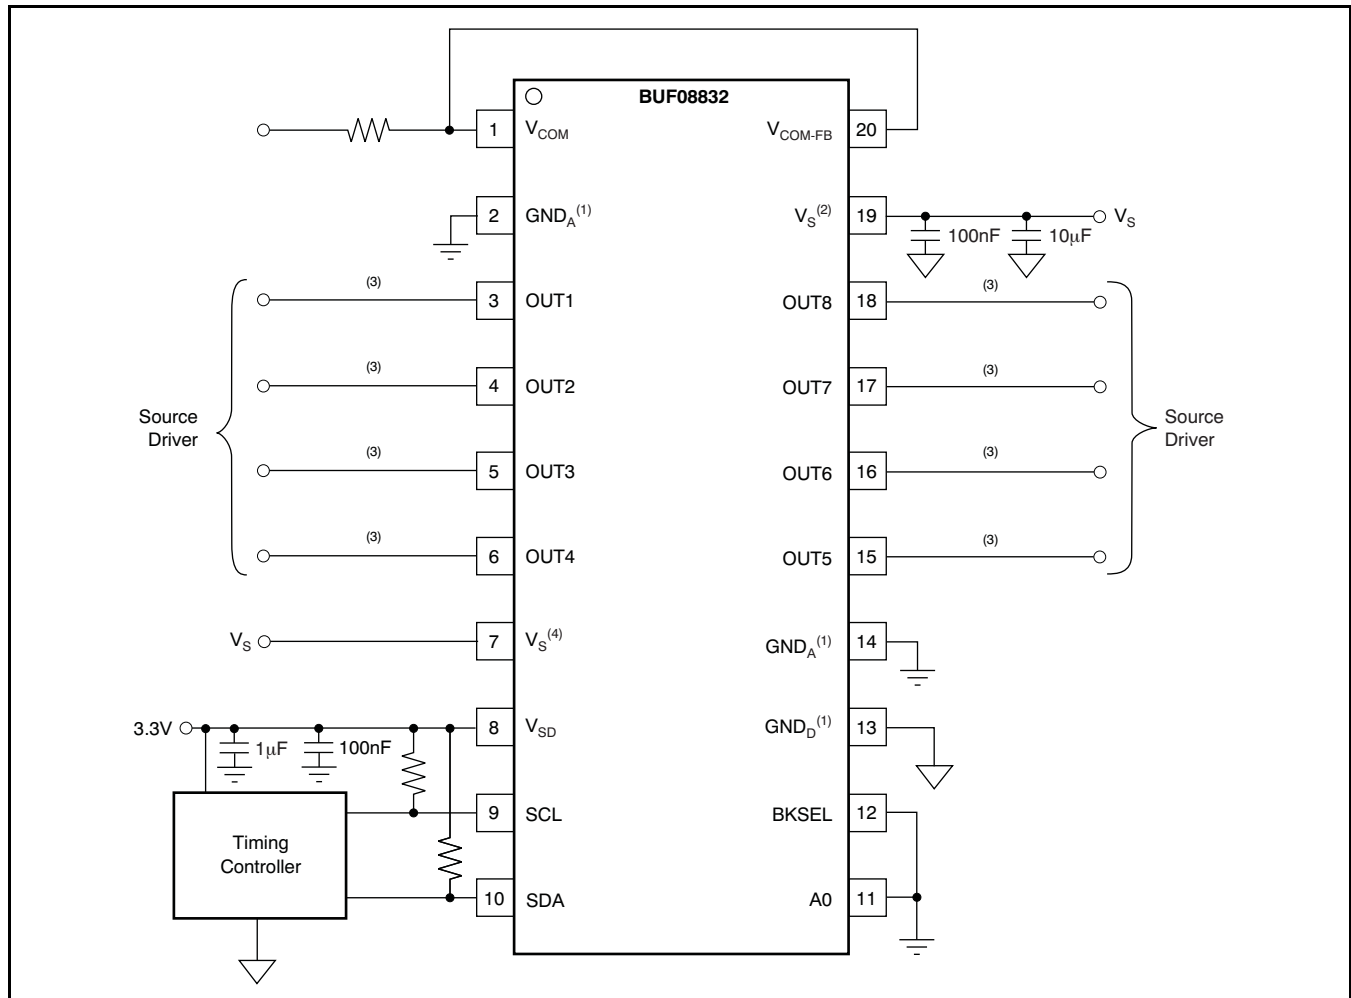 BUF08832
1 V_COM
V_COM-FB 20
2 GND_A^(1)
V_S^(2) 19
V_S
100nF
10μF
(3)
3 OUT1
OUT8 18
(3)
(3)
4 OUT2
OUT7 17
(3)
Source
Driver
Source
Driver
(3)
5 OUT3
OUT6 16
(3)
(3)
6 OUT4
OUT5 15
(3)
V_S
7 V_S^(4)
GND_A^(1) 14
3.3V
1μF
100nF
8 V_SD
GND_D^(1) 13
9 SCL
BKSEL 12
Timing
Controller
10 SDA
A0 11